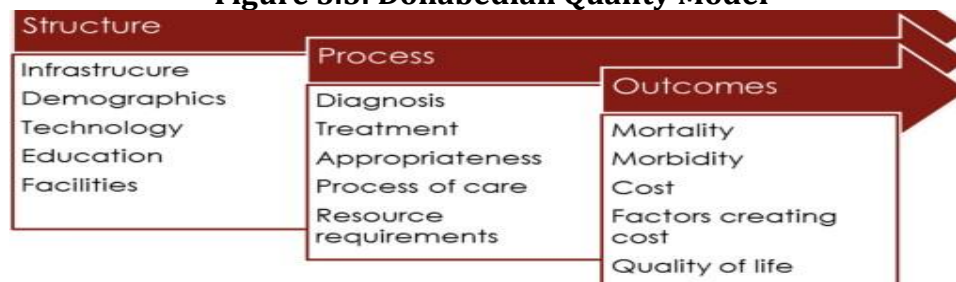 Figure 3.3: Donabedian Quality Model
Structure
Infrastrucure
Demographics
Technology
Education
Facilities
Process
Diagnosis
Treatment
Appropriateness
Process of care
Resource
requirements
Outcomes
Mortality
Morbidity
Cost
Factors creating
cost
Quality of life